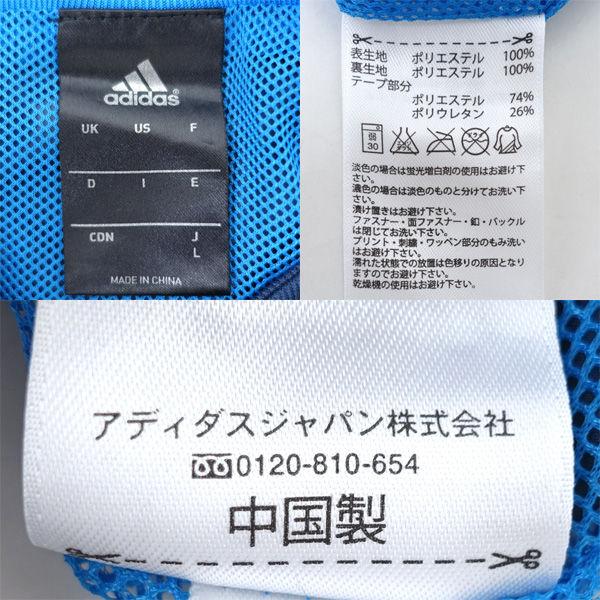 adidas
UK US F
D I E
CDN J
L
MADE IN CHINA
表生地 ポリエステル 100%
裏生地 ポリエステル 100%
テープ部分
ポリエステル 74%
ポリウレタン 26%
30
淡色の場合は蛍光増白剤の使用はお避け下
さい。
濃色の場合は淡色のものと分けてお洗い下
さい。
漬け置きはお避け下さい。
ファスナー・面ファスナー・釦・バックル
は閉じてお洗い下さい。
プリント・刺繍・ワッペン部分のもみ洗い
はお避け下さい。
濡れた状態での放置は色移りの原因となり
ますのでお避け下さい。
乾燥機の使用はお避け下さい。
アディダスジャパン株式会社
0120-810-654
中国製